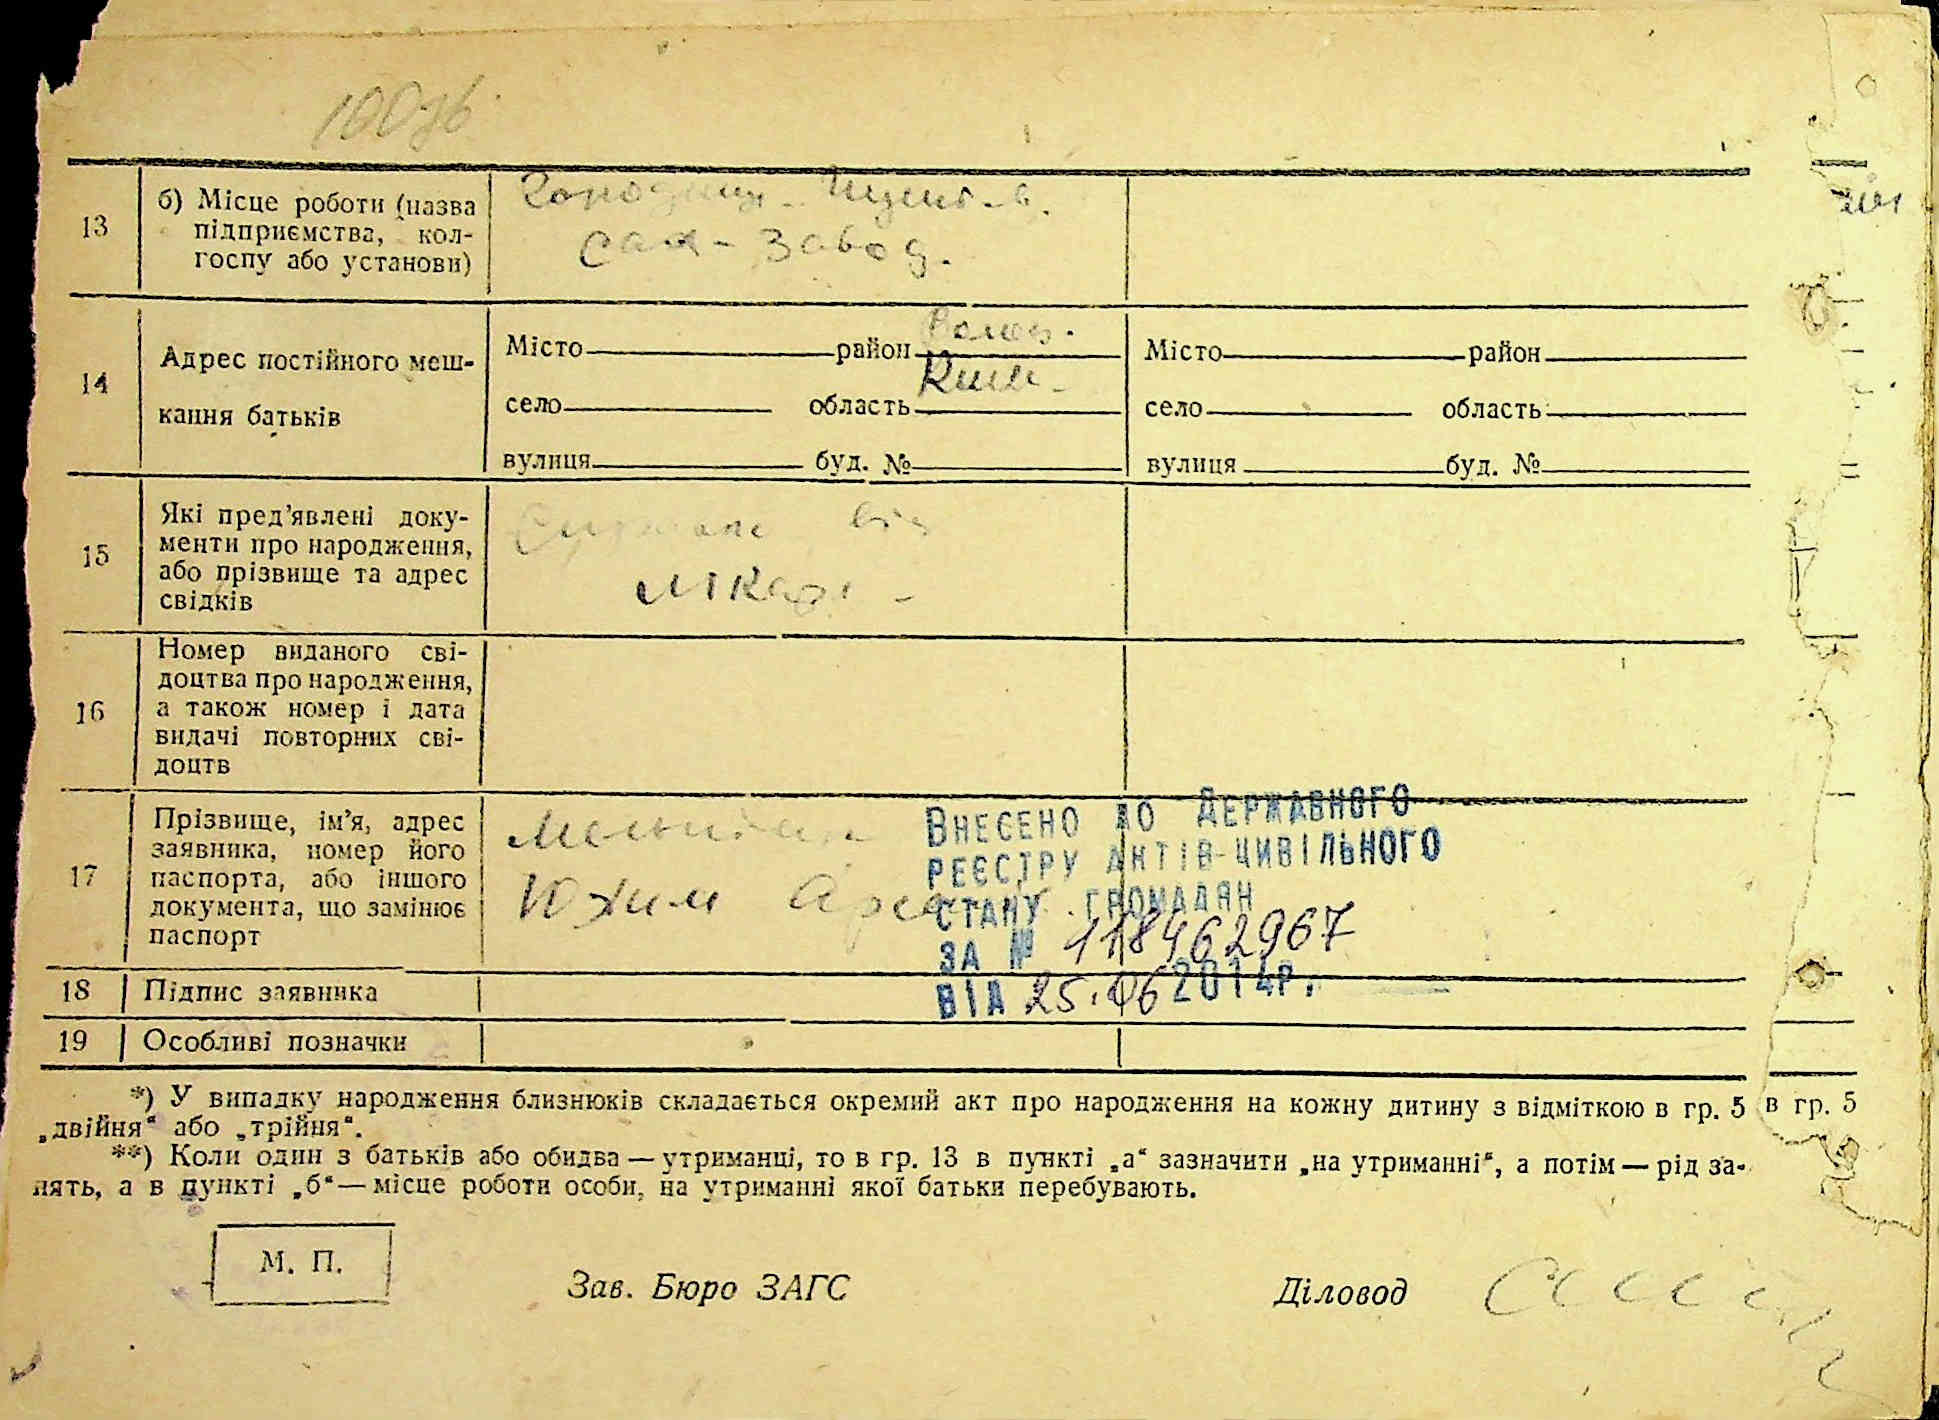 13
б) Місце роботи (назва
підприємства, кол-
госпу або установи)
завод.
14
Адрес постійного меш-
кання батьків
Місто район
село область
вулиця буд. №
Місто район
село область
вулиця буд. №
15
Які пред’явлені доку-
менти про народження,
або прізвище та адрес
свідків
від
16
Номер виданого сві-
доцтва про народження,
а також номер і дата
видачі повторних сві-
доцтв
17
Прізвище, ім’я, адрес
заявника, номер його
паспорта, або іншого
документа, що замінює
паспорт
Юхим
ВНЕСЕНО ДО ДЕРЖАВНОГО
РЕЄСТРУ АКТІВ ЦИВІЛЬНОГО
СТАНУ ГРОМАДЯН
ЗА № 118462967
ВІД 25.06 2014р.
18 Підпис заявника
19 Особливі позначки
*) У випадку народження близнюків складається окремий акт про народження на кожну дитину з відміткою в гр. 5 в гр. 5
„двійня“ або „трійня“.
**) Коли один з батьків або обидва — утриманці, то в гр. 13 в пункті „а“ зазначити „на утриманні“, а потім — рід за-
нять, а в пункті „б“ — місце роботи особи, на утриманні якої батьки перебувають.
М. П.
Зав. Бюро ЗАГС
Діловод